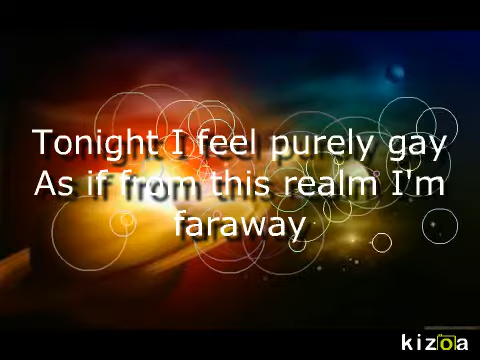 Tonight I feel purely gay
As if from this realm I'm
faraway
kizoa